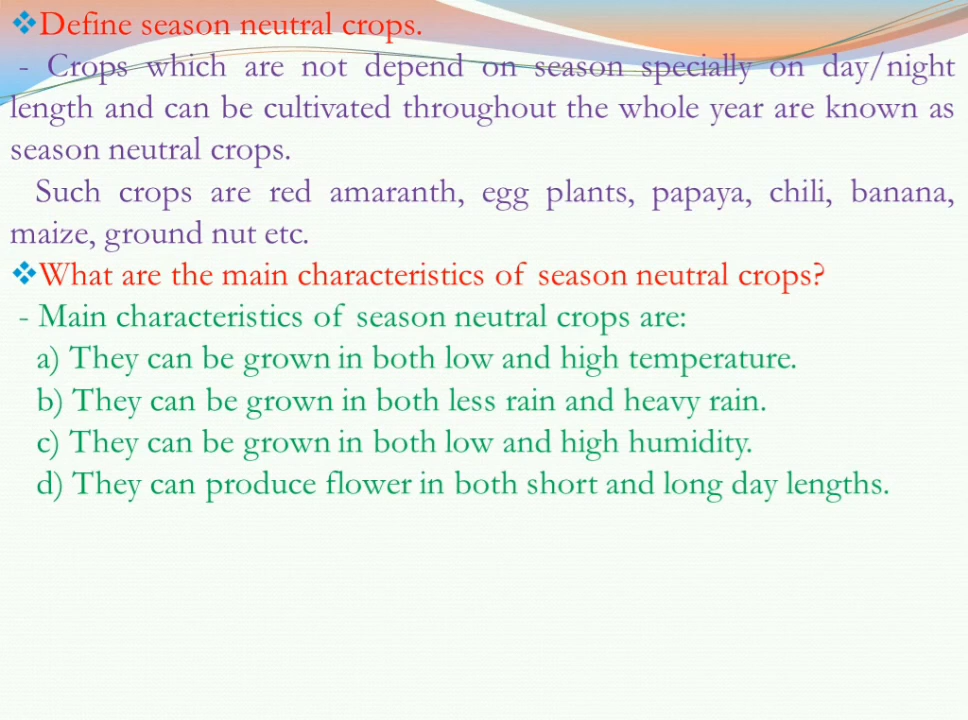 ❖Define season neutral crops.
- Crops which are not depend on season specially on day/night
length and can be cultivated throughout the whole year are known as
season neutral crops.
Such crops are red amaranth, egg plants, papaya, chili, banana,
maize, ground nut etc.
❖What are the main characteristics of season neutral crops?
- Main characteristics of season neutral crops are:
a) They can be grown in both low and high temperature.
b) They can be grown in both less rain and heavy rain.
c) They can be grown in both low and high humidity.
d) They can produce flower in both short and long day lengths.